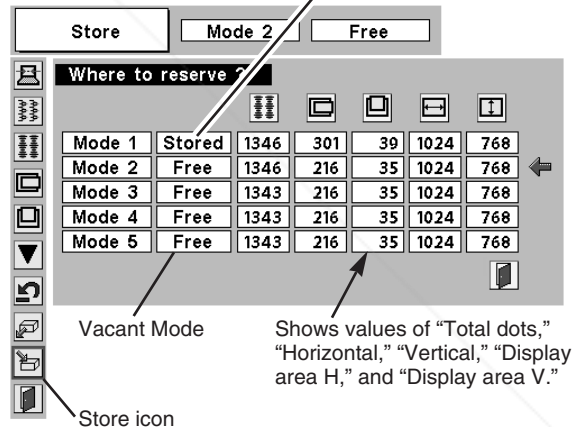 Store Mode 2 Free
Where to reserve ?
Mode 1 Stored 1346 301 39 1024 768
Mode 2 Free 1346 216 35 1024 768
Mode 3 Free 1343 216 35 1024 768
Mode 4 Free 1343 216 35 1024 768
Mode 5 Free 1343 216 35 1024 768
Vacant Mode
Shows values of “Total dots,”
“Horizontal,” “Vertical,” “Display
area H,” and “Display area V.”
Store icon